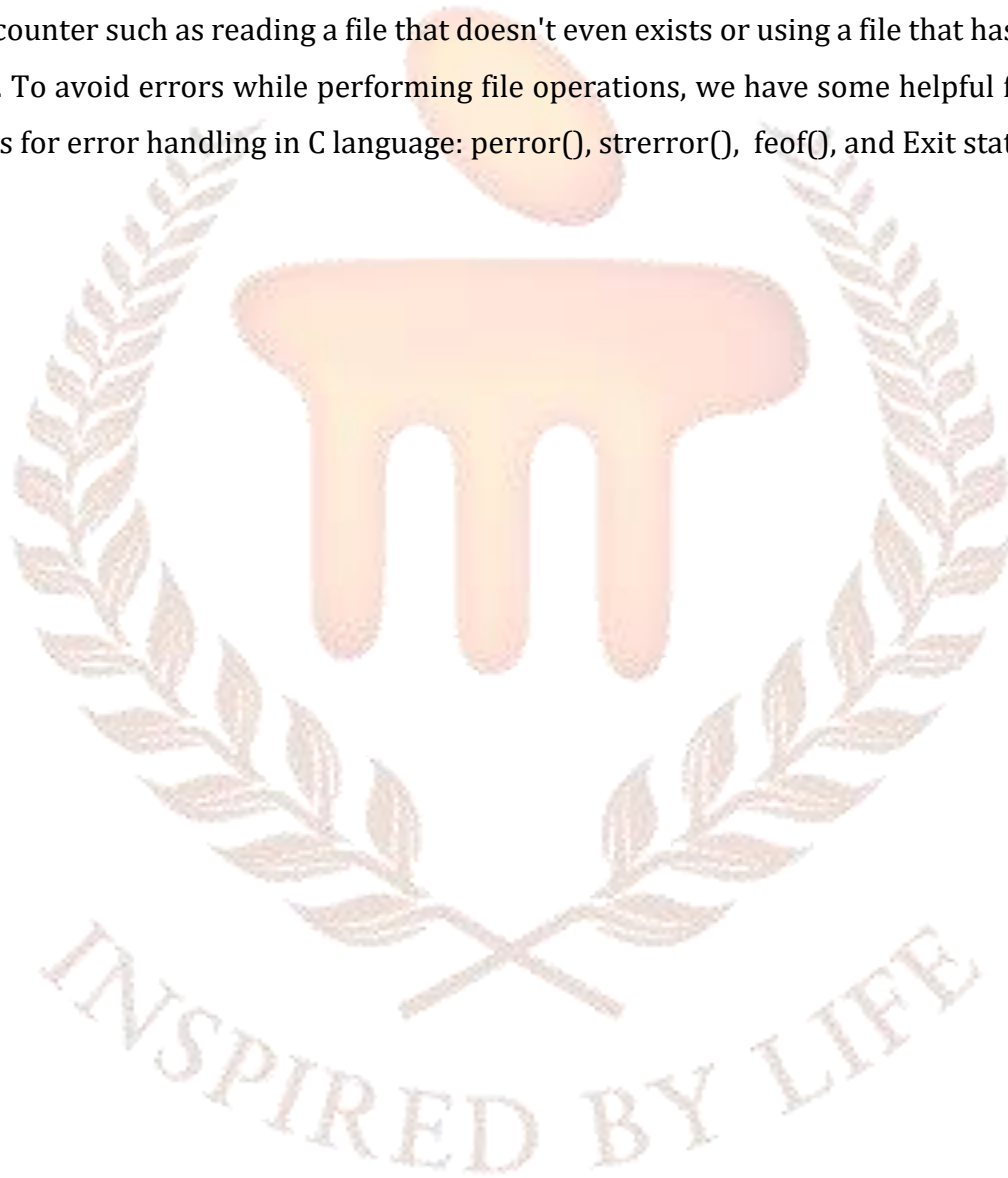 counter such as reading a file that doesn't even exists or using a file that has
. To avoid errors while performing file operations, we have some helpful f
s for error handling in C language: perror(), strerror(),  feof(), and Exit stat
INSPIRED BY LIFE